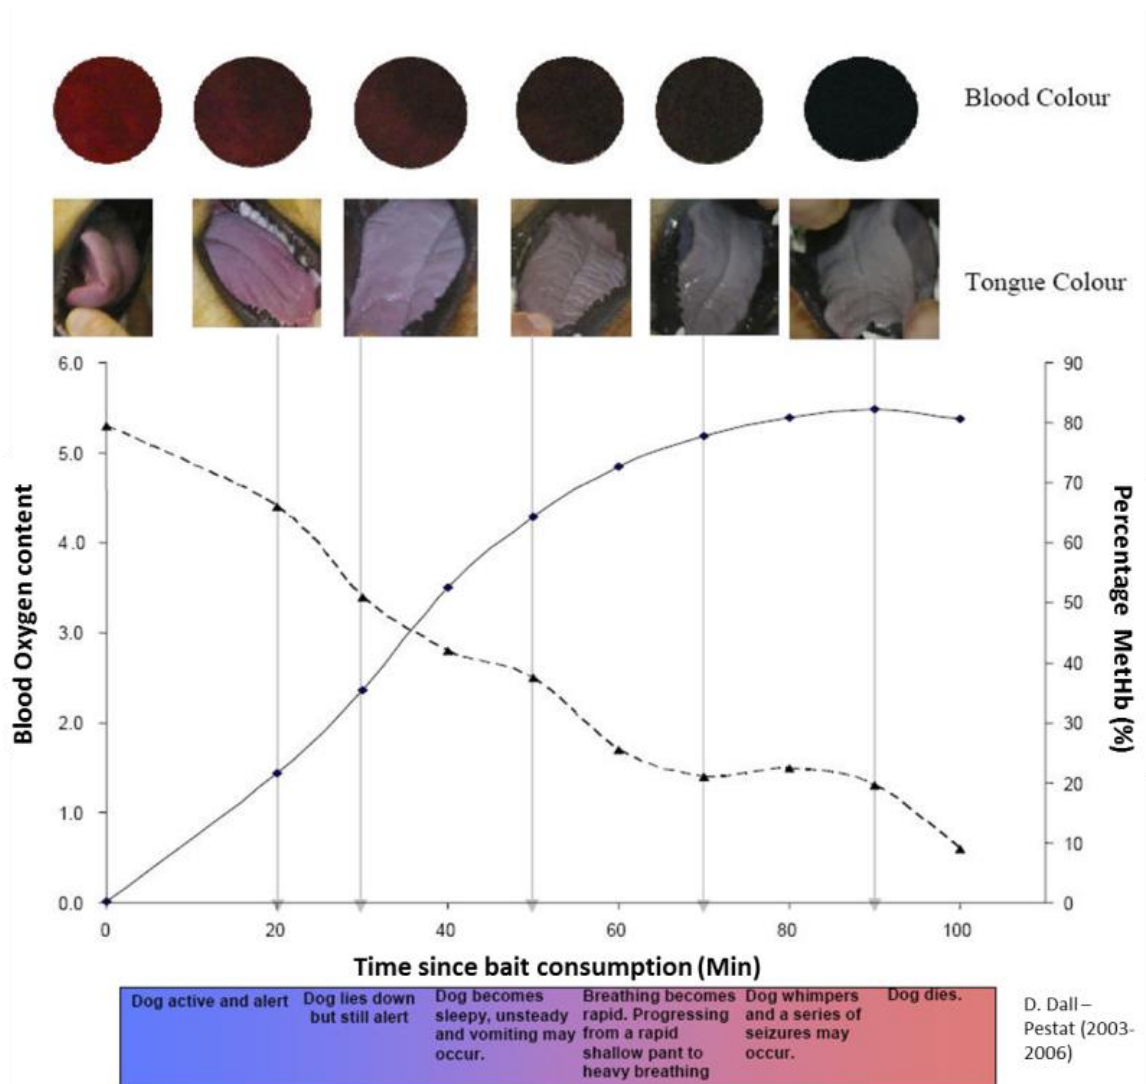 Blood Colour
Tongue Colour
6.0
5.0
4.0
3.0
2.0
1.0
0.0
Blood Oxygen content
90
80
70
60
50
40
30
20
10
0
Percentage MetHb (%)
0
20
40
60
80
100
Time since bait consumption (Min)
Dog active and alert
Dog lies down
but still alert
Dog becomes
sleepy, unsteady
and vomiting may
occur.
Breathing becomes
rapid. Progressing
from a rapid
shallow pant to
heavy breathing
Dog whimpers
and a series of
seizures may
occur.
Dog dies.
D. Dall –
Pestat (2003-
2006)